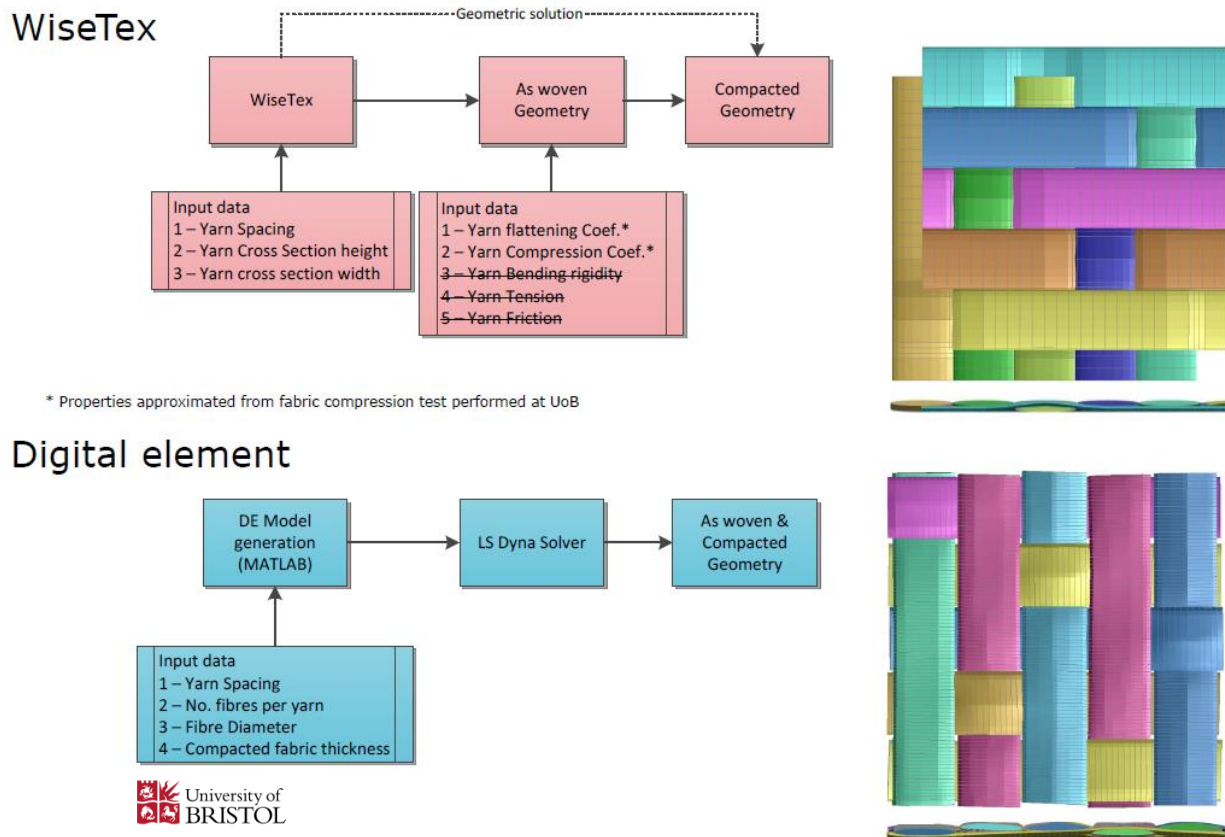 WiseTex
Geometric solution
WiseTex
As woven
Geometry
Compacted
Geometry
Input data
1 – Yarn Spacing
2 – Yarn Cross Section height
3 – Yarn cross section width
Input data
1 – Yarn flattening Coef.*
2 – Yarn Compression Coef.*
3 – Yarn Bending rigidity
4 – Yarn Tension
5 – Yarn Friction
* Properties approximated from fabric compression test performed at UoB
Digital element
DE Model
generation
(MATLAB)
LS Dyna Solver
As woven &
Compacted
Geometry
Input data
1 – Yarn Spacing
2 – No. fibres per yarn
3 – Fibre Diameter
4 – Compacted fabric thickness
University of
BRISTOL